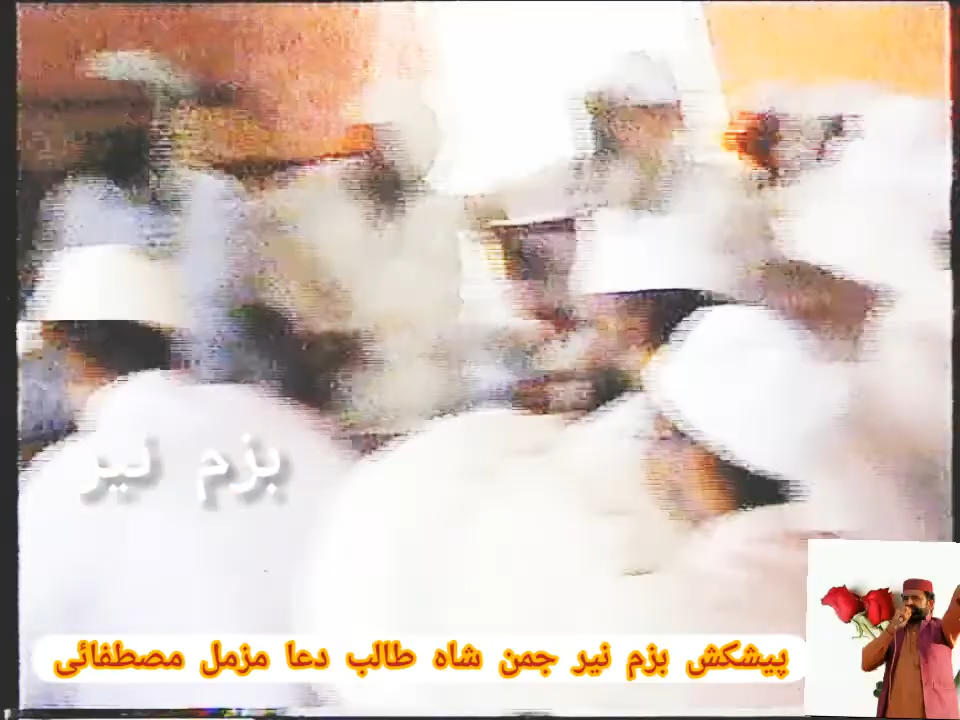 بزم نیر
پیشکش بزم نیر جمن شاہ طالب دعا مزمل مصطفائی